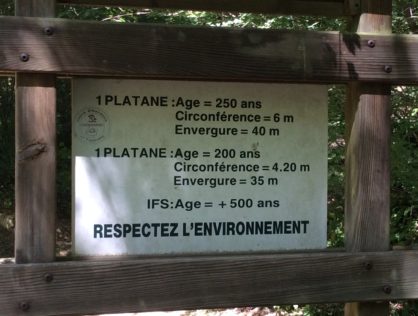 1 PLATANE : Age = 250 ans
Circonférence = 6 m
Envergure = 40 m
1 PLATANE : Age = 200 ans
Circonférence = 4.20 m
Envergure = 35 m
IFS : Age = + 500 ans
RESPECTEZ L'ENVIRONNEMENT